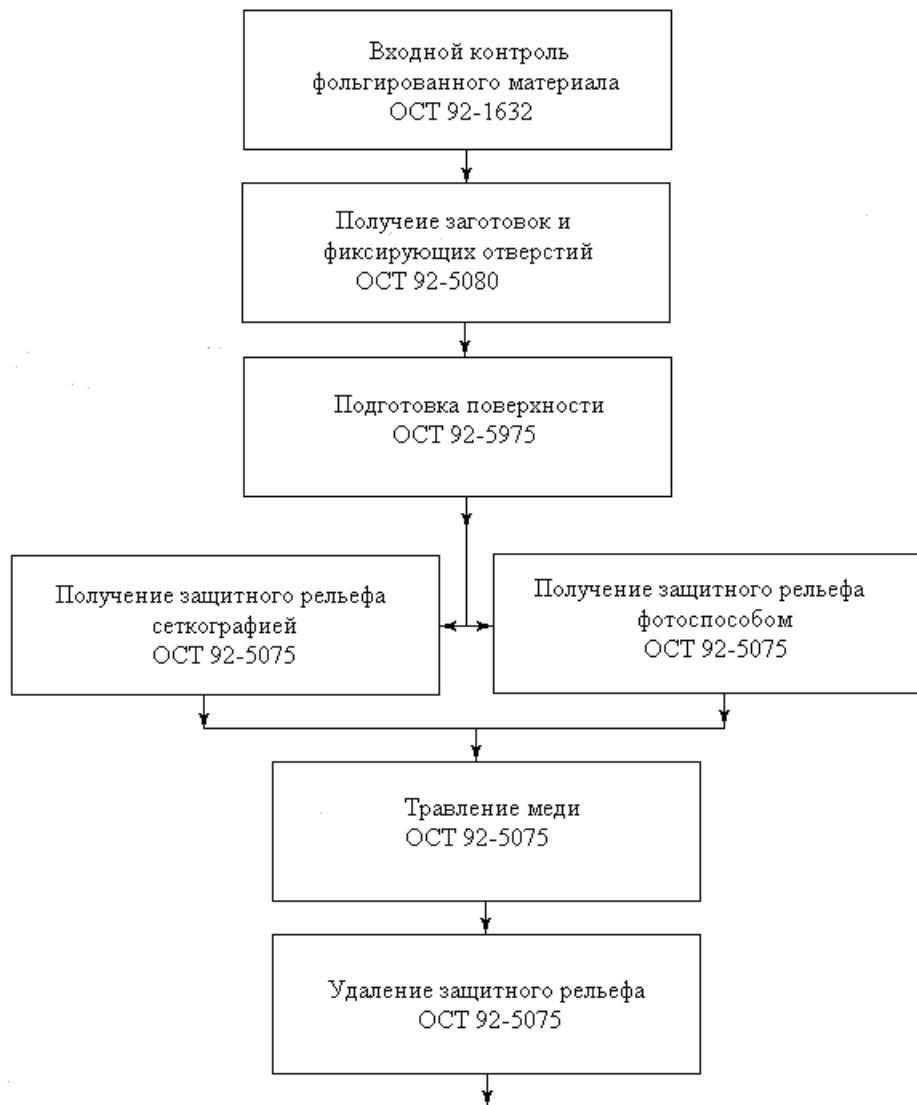 Входной контроль
фольгированного материала
ОСТ 92-1632
Получеие заготовок и
фиксирующих отверстий
ОСТ 92-5080
Подготовка поверхности
ОСТ 92-5975
Получение защитного рельефа
сеткографией
ОСТ 92-5075
Получение защитного рельефа
фотоспособом
ОСТ 92-5075
Травление меди
ОСТ 92-5075
Удаление защитного рельефа
ОСТ 92-5075